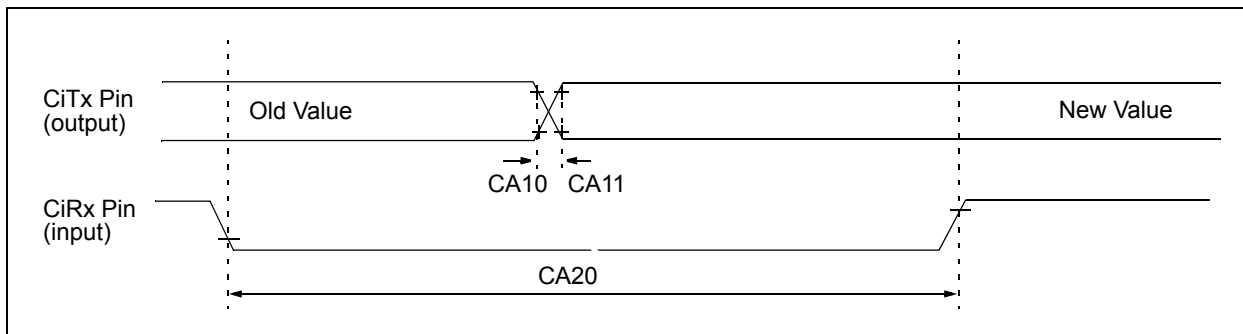 CiTx Pin
(output)
Old Value
New Value
CA10 CA11
CiRx Pin
(input)
CA20